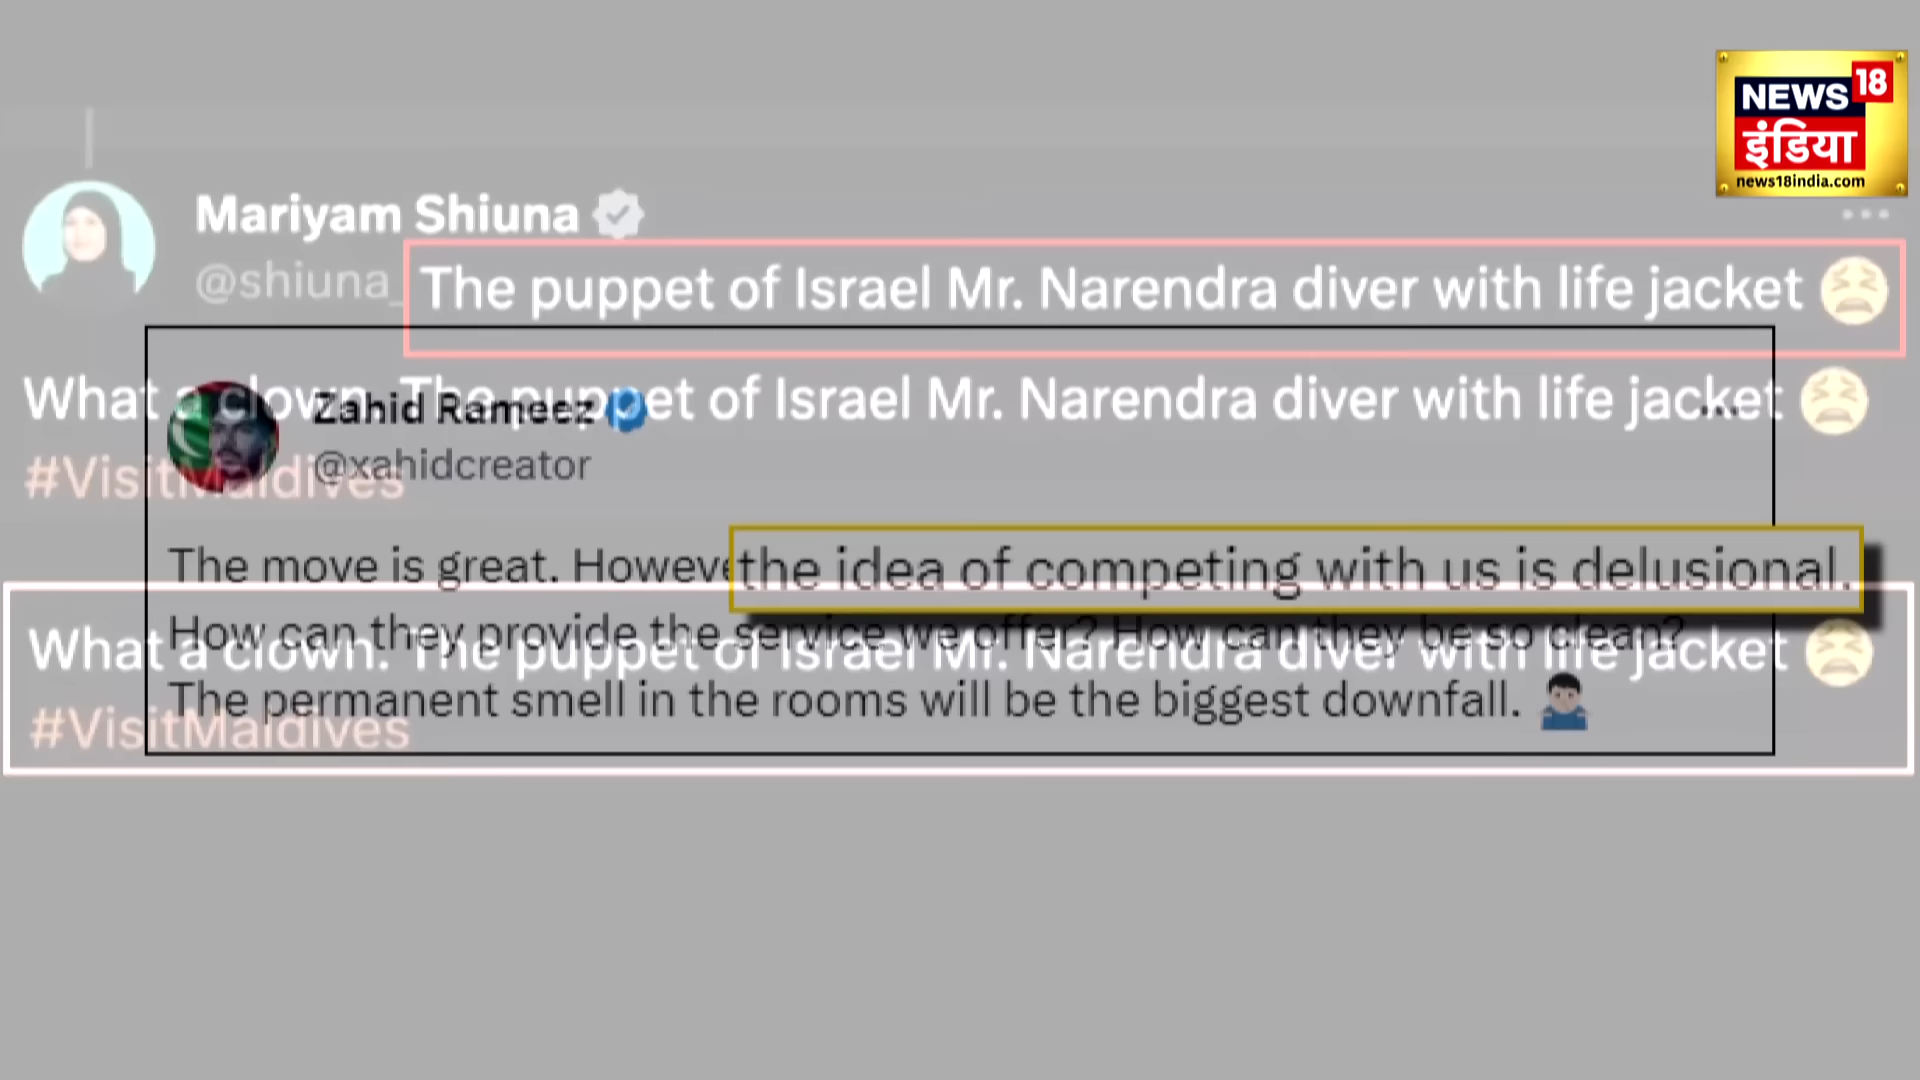 NEWS 18
इंडिया
news18india.com
Mariyam Shiuna
@shiuna_
The puppet of Israel Mr. Narendra diver with life jacket
What a clown. The puppet of Israel Mr. Narendra diver with life jacket
#VisitMaldives
Zahid Rameez
@xahidcreator
The move is great. Howeve
the idea of competing with us is delusional.
How can they provide the service we offer? How can they be so clean?
The permanent smell in the rooms will be the biggest downfall.
What a clown. The puppet of Israel Mr. Narendra diver with life jacket
#VisitMaldives